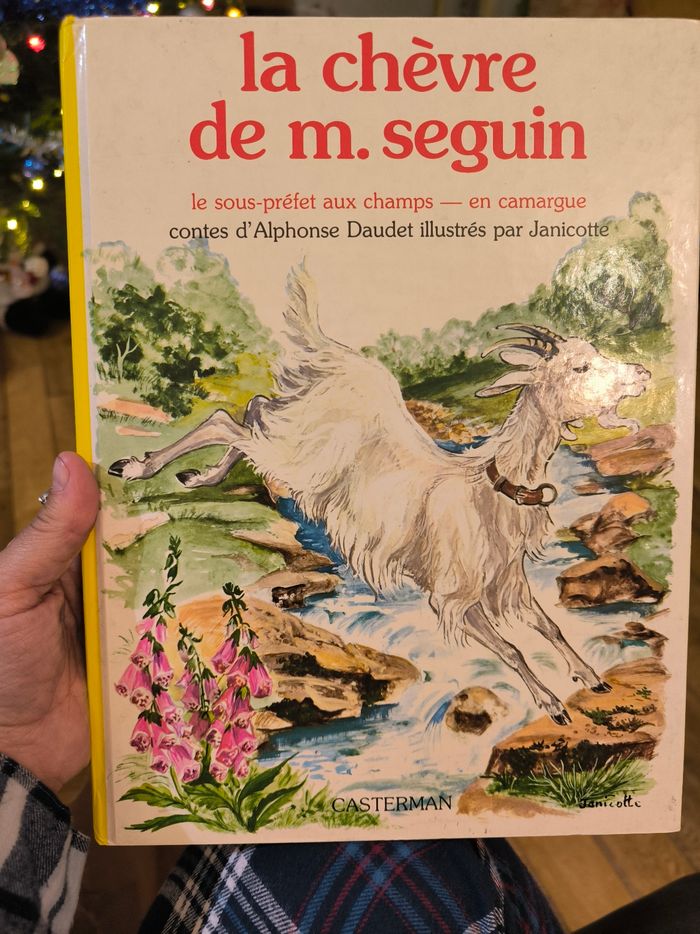 la chèvre
de m. seguin
le sous-préfet aux champs — en camargue
contes d'Alphonse Daudet illustrés par Janicotte
CASTERMAN
Janicotte